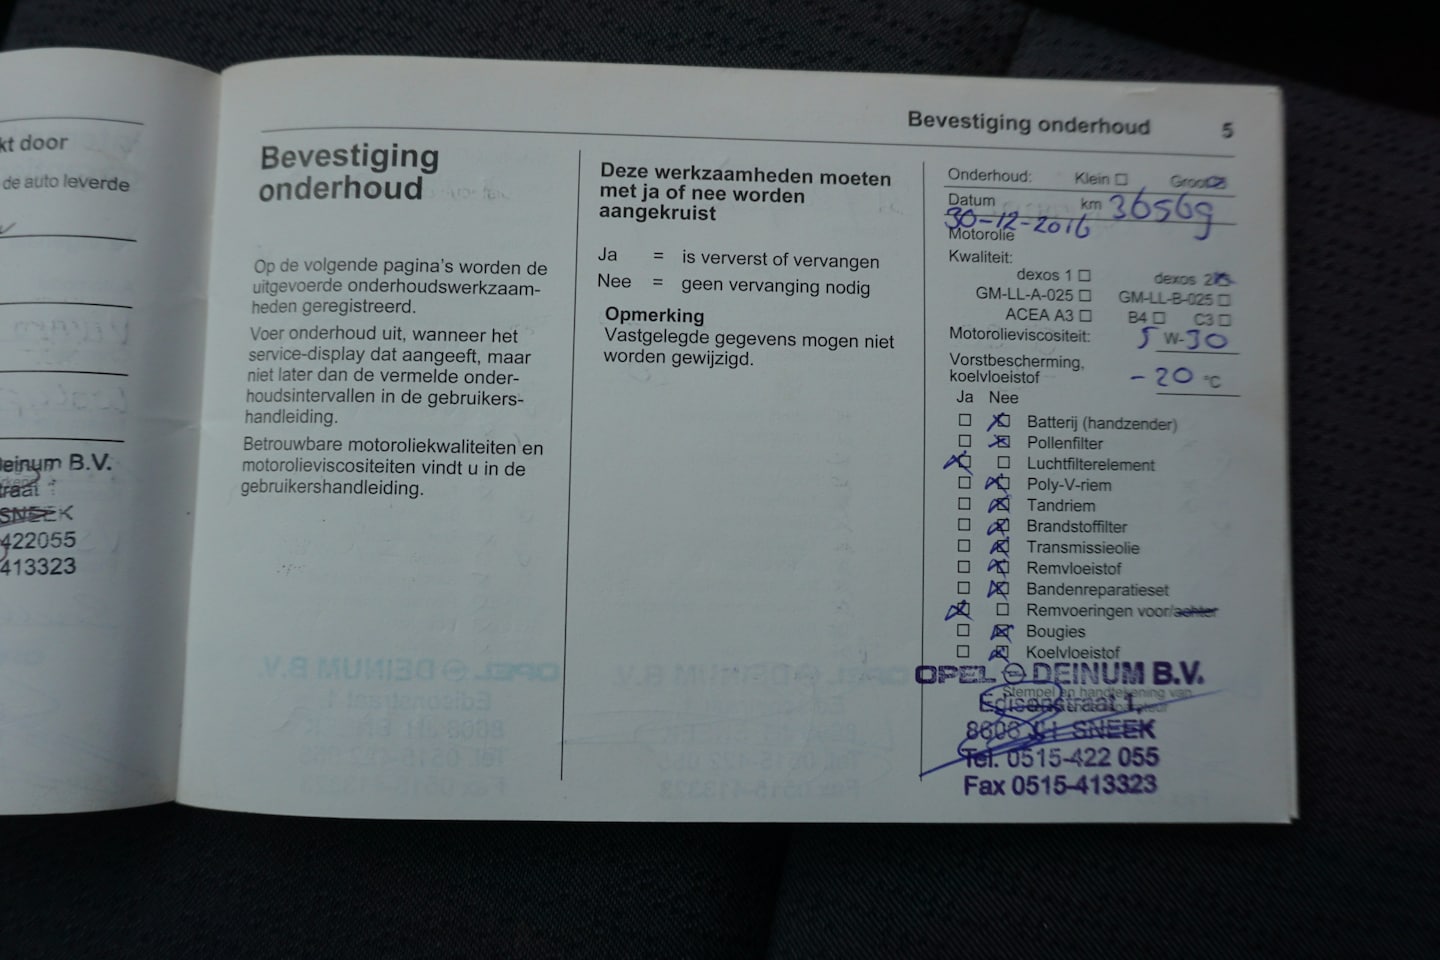 kt door
de auto leverde
Deinum B.V.
traat
SNEEK
422055
413323
Bevestiging onderhoud 5
Bevestiging
onderhoud
Op de volgende pagina's worden de
uitgevoerde onderhoudswerkzaam-
heden geregistreerd.
Voer onderhoud uit, wanneer het
service-display dat aangeeft, maar
niet later dan de vermelde onder-
houdsintervallen in de gebruikers-
handleiding.
Betrouwbare motoroliekwaliteiten en
motorolieviscositeiten vindt u in de
gebruikershandleiding.
Deze werkzaamheden moeten
met ja of nee worden
aangekruist
Ja = is ververst of vervangen
Nee = geen vervanging nodig
Opmerking
Vastgelegde gegevens mogen niet
worden gewijzigd.
Onderhoud: Klein Groot
Datum km 36569
30-12-2016
Motorolie
Kwaliteit:
dexos 1 dexos 2
GM-LL-A-025 GM-LL-B-025
ACEA A3 B4 C3
Motorolieviscositeit: 5 W-30
Vorstbescherming,
koelvloeistof -20 °C
Ja Nee
Batterij (handzender)
Pollenfilter
Luchtfilterelement
Poly-V-riem
Tandriem
Brandstoffilter
Transmissieolie
Remvloeistof
Bandenreparatieset
Remvoeringen voor/achter
Bougies
Koelvloeistof
OPEL DEINUM B.V.
Stempel en handtekening van
Edisonstraat 1,
SNEEK
Tel. 0515-422 055
Fax 0515-413323